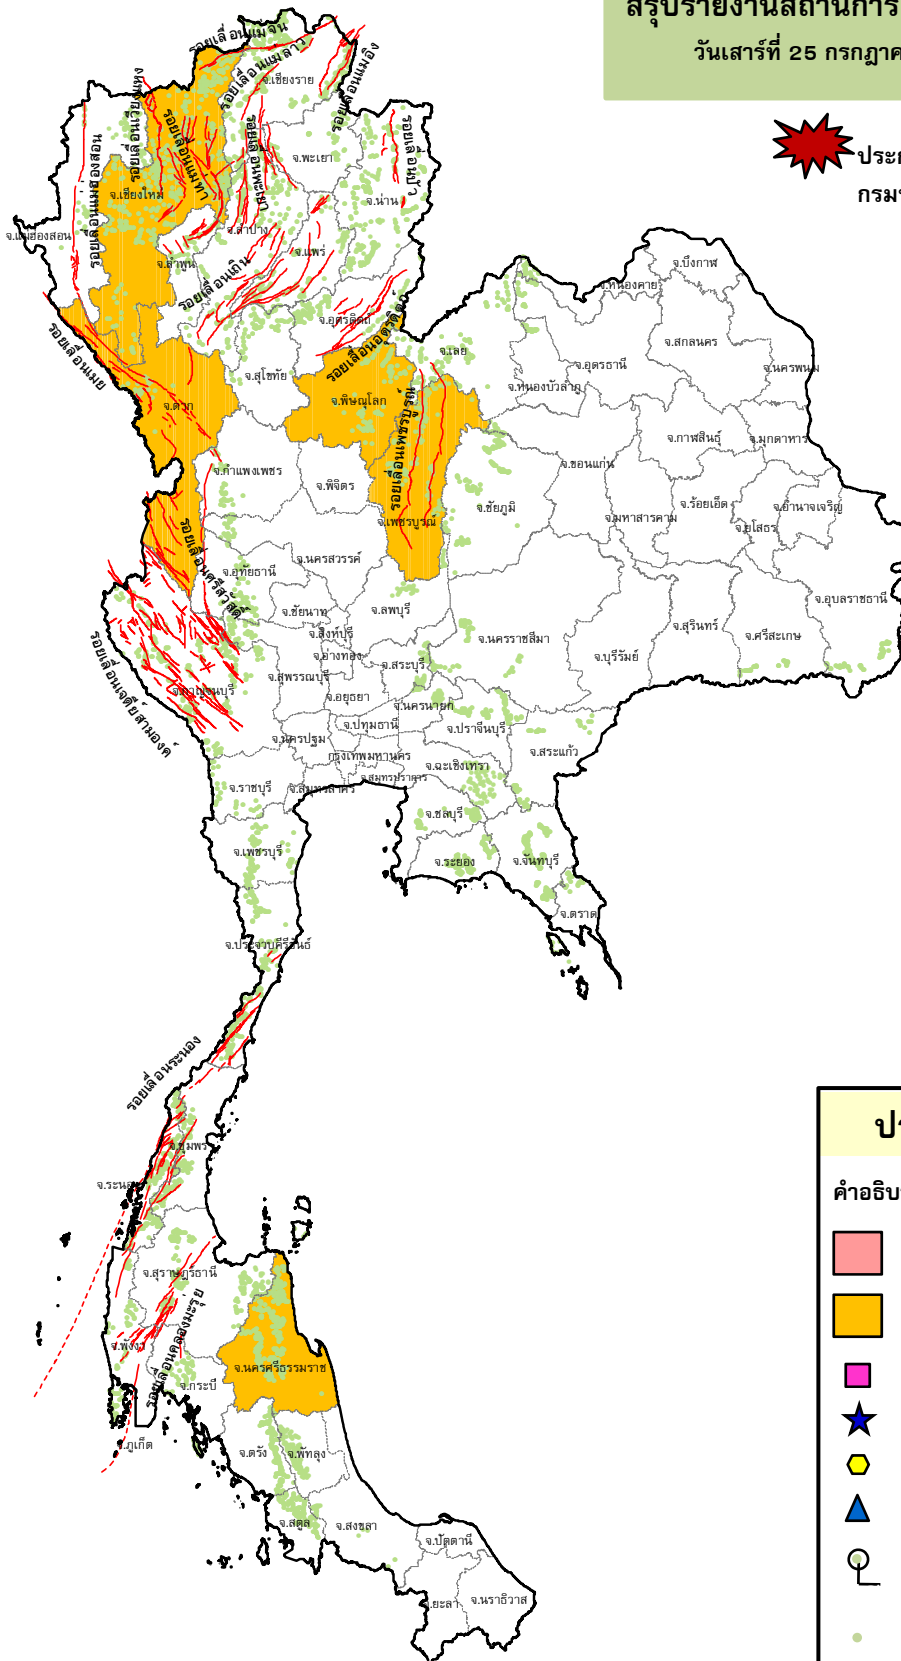 สรุปรายงานสถานการ
วันเสาร์ที่ 25 กรกฎาค
ประก
กรมท
รอยเลื่อนแม่จัน
รอยเลื่อนแม่ลาว
รอยเลื่อนแม่อิง
จ.เชียงราย
รอยเลื่อนเวียงแหง
รอยเลื่อนแม่ทา
รอยเลื่อนพะเยา
รอยเลื่อนปัว
รอยเลื่อนแม่ฮ่องสอน
จ.พะเยา
จ.เชียงใหม่
จ.น่าน
จ.แม่ฮ่องสอน
จ.ลำปาง
จ.แพร่
จ.ลำพูน
รอยเลื่อนเถิน
จ.บึงกาฬ
จ.หนองคาย
จ.อุตรดิตถ์
รอยเลื่อนอุตรดิตถ์
รอยเลื่อนเมย
จ.เลย
จ.สกลนคร
จ.อุดรธานี
จ.นครพนม
จ.สุโขทัย
จ.หนองบัวลำภู
จ.ตาก
จ.พิษณุโลก
รอยเลื่อนเพชรบูรณ์
จ.กาฬสินธุ์
จ.มุกดาหาร
จ.กำแพงเพชร
จ.ขอนแก่น
จ.พิจิตร
จ.ชัยภูมิ
จ.ร้อยเอ็ด
จ.อำนาจเจริญ
จ.เพชรบูรณ์
จ.มหาสารคาม
จ.ยโสธร
รอยเลื่อนศรีสวัสดิ์
จ.นครสวรรค์
จ.อุทัยธานี
จ.อุบลราชธานี
จ.ชัยนาท
จ.ลพบุรี
จ.สิงห์บุรี
จ.นครราชสีมา
จ.สุรินทร์
จ.ศรีสะเกษ
จ.อ่างทอง
จ.สระบุรี
จ.บุรีรัมย์
รอยเลื่อนเจดีย์สามองค์
จ.กาญจนบุรี
จ.สุพรรณบุรี
จ.อยุธยา
จ.นครนายก
จ.ปทุมธานี
จ.ปราจีนบุรี
จ.นครปฐม
จ.สระแก้ว
กรุงเทพมหานคร
จ.ฉะเชิงเทรา
จ.สมุทรปราการ
จ.ราชบุรี
จ.สมุทรสาคร
จ.ชลบุรี
จ.เพชรบุรี
จ.ระยอง
จ.จันทบุรี
จ.ตราด
จ.ประจวบคีรีขันธ์
รอยเลื่อนระนอง
จ.ชุมพร
จ.ระนอง
จ.สุราษฎร์ธานี
รอยเลื่อนคลองมะรุ่ย
จ.พังงา
จ.นครศรีธรรมราช
จ.กระบี่
จ.ภูเก็ต
จ.ตรัง
จ.พัทลุง
จ.สตูล
จ.สงขลา
จ.ปัตตานี
จ.ยะลา
จ.นราธิวาส
ปร
คำอธิบ